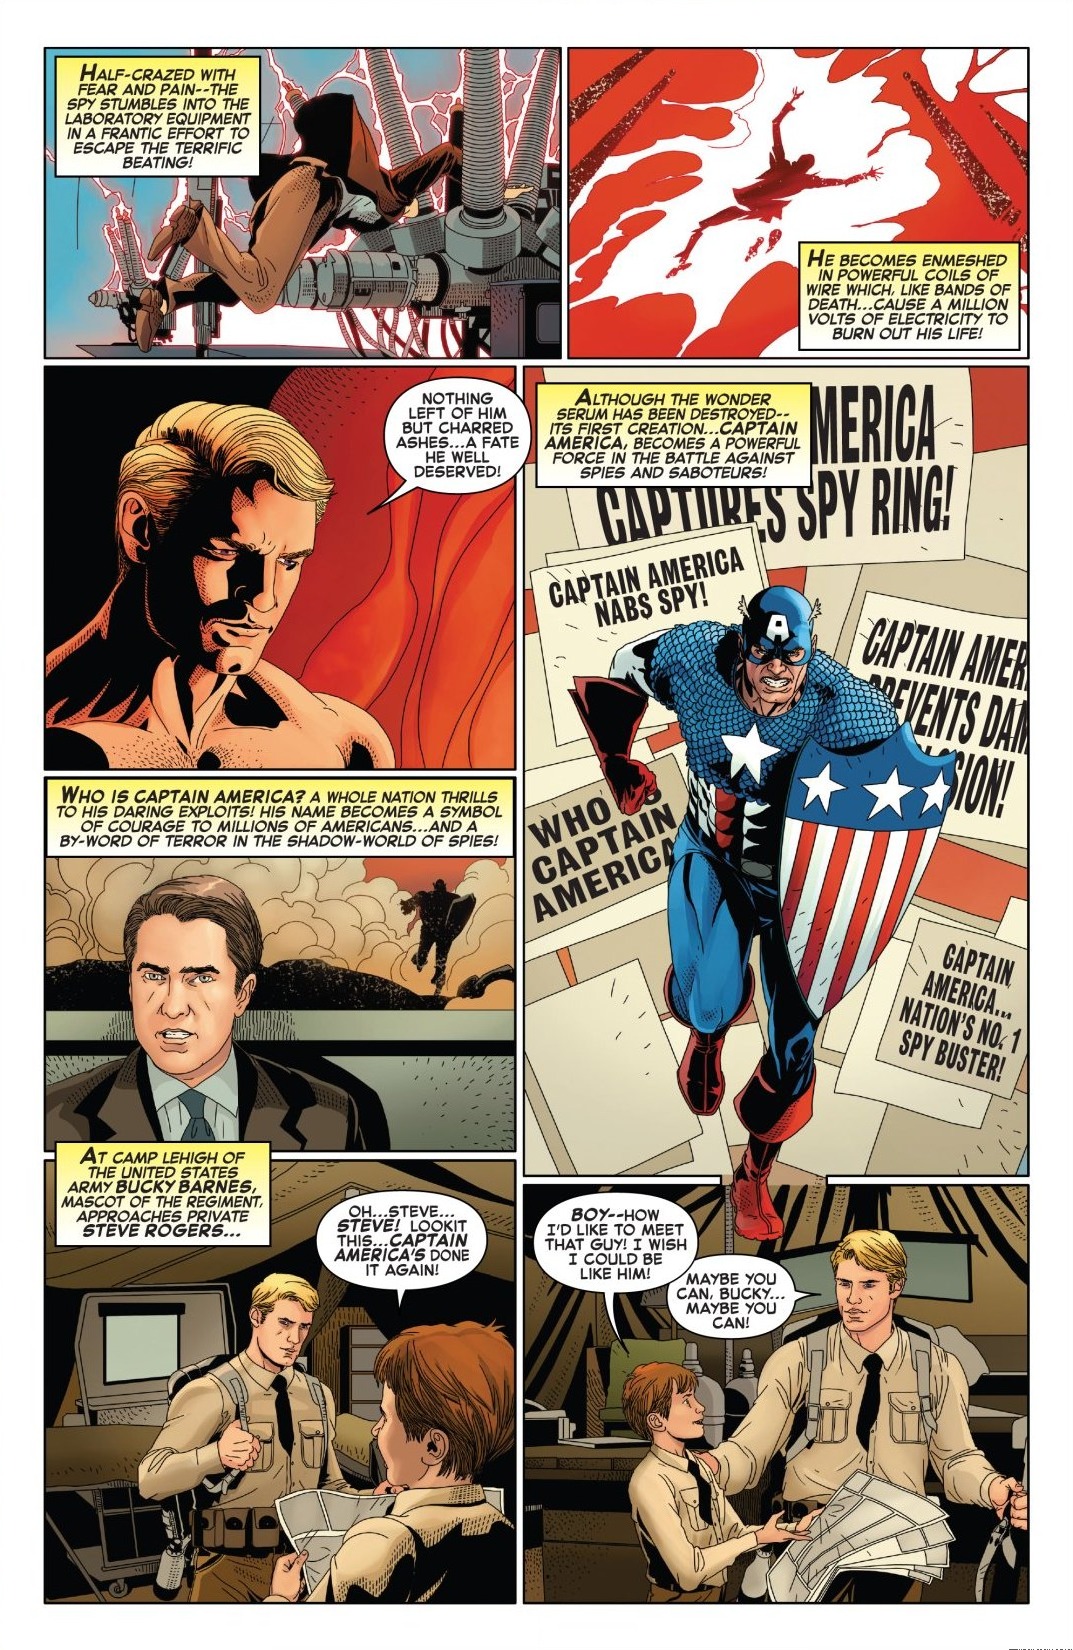 HALF-CRAZED WITH
FEAR AND PAIN--THE
SPY STUMBLES INTO THE
LABORATORY EQUIPMENT
IN A FRANTIC EFFORT TO
ESCAPE THE TERRIFIC
BEATING!
HE BECOMES ENMESHED
IN POWERFUL COILS OF
WIRE WHICH, LIKE BANDS OF
DEATH...CAUSE A MILLION
VOLTS OF ELECTRICITY TO
BURN OUT HIS LIFE!
NOTHING
LEFT OF HIM
BUT CHARRED
ASHES...A FATE
HE WELL
DESERVED!
ALTHOUGH THE WONDER
SERUM HAS BEEN DESTROYED--
ITS FIRST CREATION...CAPTAIN
AMERICA, BECOMES A POWERFUL
FORCE IN THE BATTLE AGAINST
SPIES AND SABOTEURS!
MERICA
CAPTURES SPY RING!
CAPTAIN AMERICA
NABS SPY!
CAPTAIN AMER
PREVENTS DAM
SION!
WHO IS
CAPTAIN
AMERICA
CAPTAIN
AMERICA...
NATION'S NO. 1
SPY BUSTER!
WHO IS CAPTAIN AMERICA? A WHOLE NATION THRILLS
TO HIS DARING EXPLOITS! HIS NAME BECOMES A SYMBOL
OF COURAGE TO MILLIONS OF AMERICANS...AND A
BY-WORD OF TERROR IN THE SHADOW-WORLD OF SPIES!
AT CAMP LEHIGH OF
THE UNITED STATES
ARMY BUCKY BARNES,
MASCOT OF THE REGIMENT,
APPROACHES PRIVATE
STEVE ROGERS...
OH...STEVE...
STEVE! LOOKIT
THIS...CAPTAIN
AMERICA'S DONE
IT AGAIN!
BOY--HOW
I'D LIKE TO MEET
THAT GUY! I WISH
I COULD BE
LIKE HIM!
MAYBE YOU
CAN, BUCKY...
MAYBE YOU
CAN!